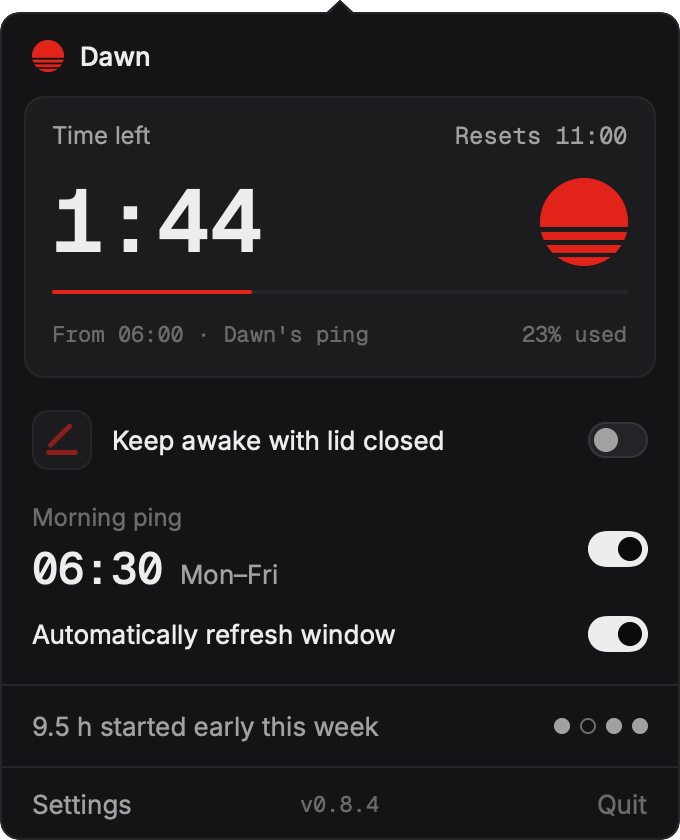 Dawn
Time left
Resets 11:00
1:44
From 06:00 · Dawn's ping
23% used
Keep awake with lid closed
Morning ping
06:30 Mon–Fri
Automatically refresh window
9.5 h started early this week
Settings
v0.8.4
Quit